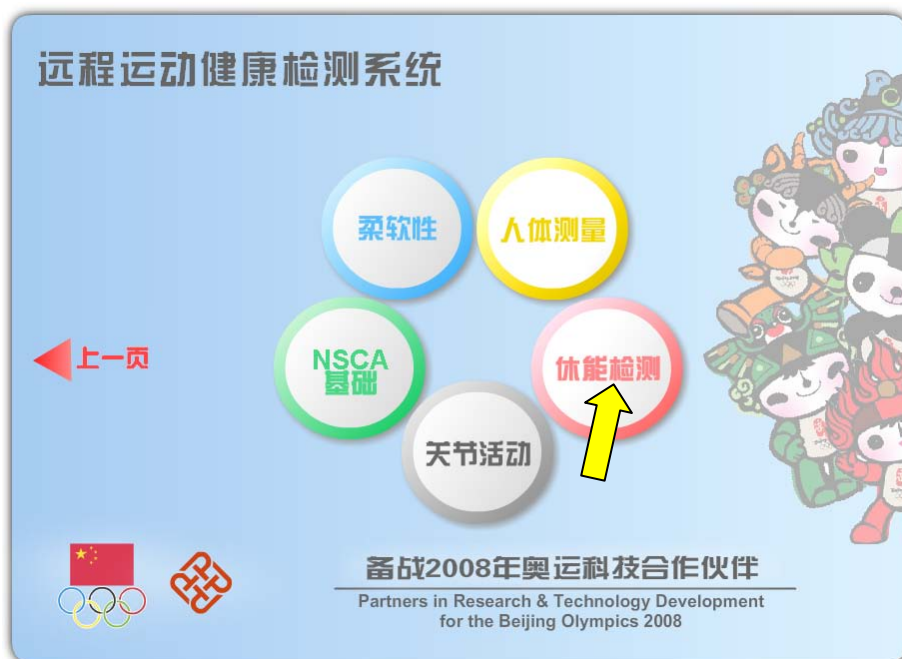 远程运动健康检测系统
柔软性
人体测量
NSCA
基础
休能检测
关节活动
上一页
备战2008年奥运科技合作伙伴
Partners in Research & Technology Development
for the Beijing Olympics 2008